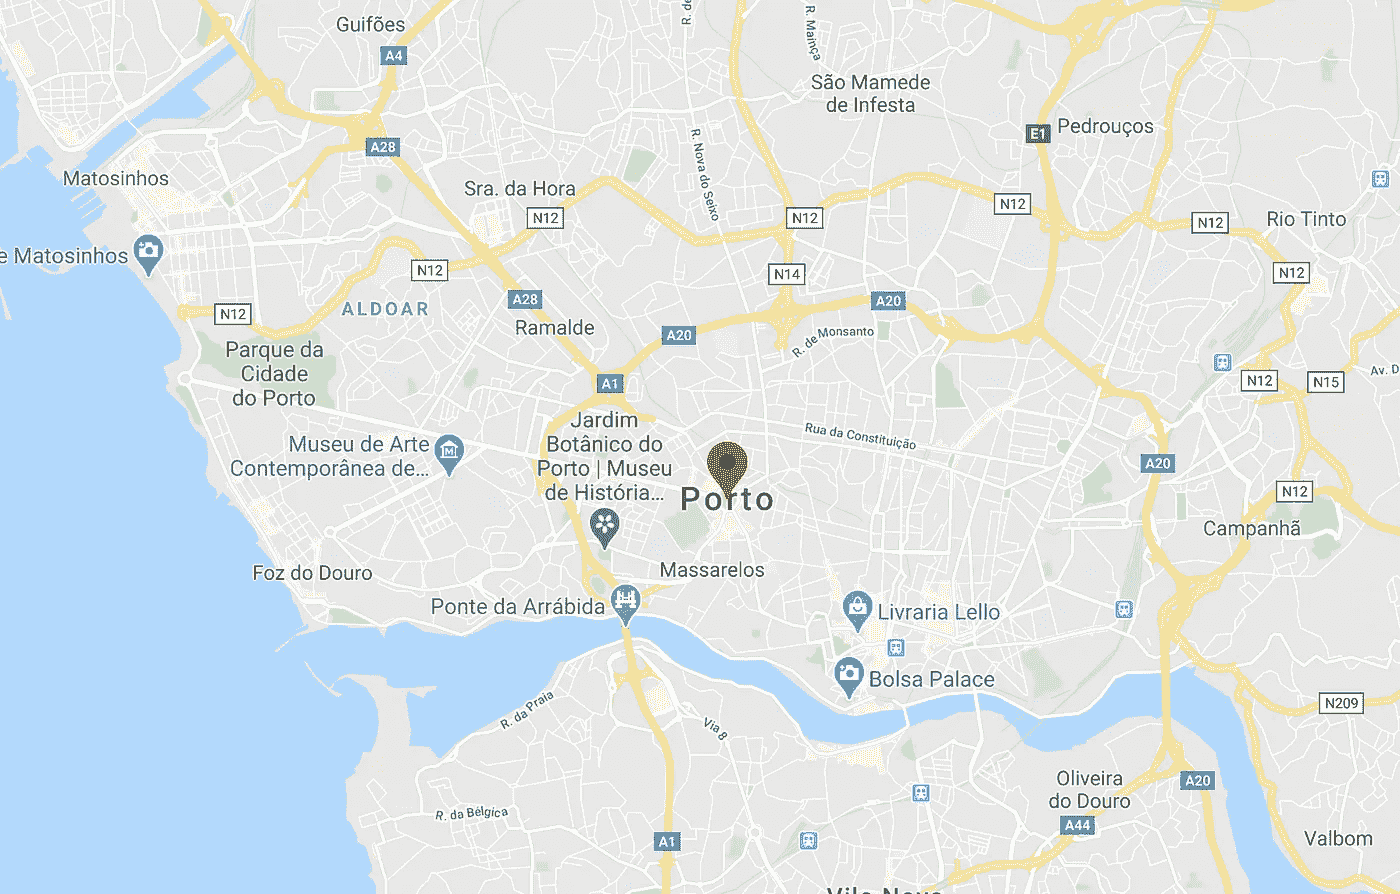 Guifões
A4
R. de
R. Mainça
São Mamede
de Infesta
E1
Pedrouços
A28
Matosinhos
Sra. da Hora
R. Nova do Seixo
N12
N12
N12
N12
Rio Tinto
e Matosinhos
N12
N14
N12
A28
A20
N12
ALDOAR
Ramalde
A20
R. de Monsanto
Parque da
Cidade
do Porto
A1
N12
N15
Av. D
Jardim
Botânico do
Porto | Museu
de História...
Rua da Constituição
Museu de Arte
Contemporânea de...
A20
Porto
N12
Campanhã
Foz do Douro
Massarelos
Ponte da Arrábida
Livraria Lello
Bolsa Palace
R. da Praia
Via 8
N209
Oliveira
do Douro
A20
R. da Bélgica
A44
A1
Valbom
Vila Nova